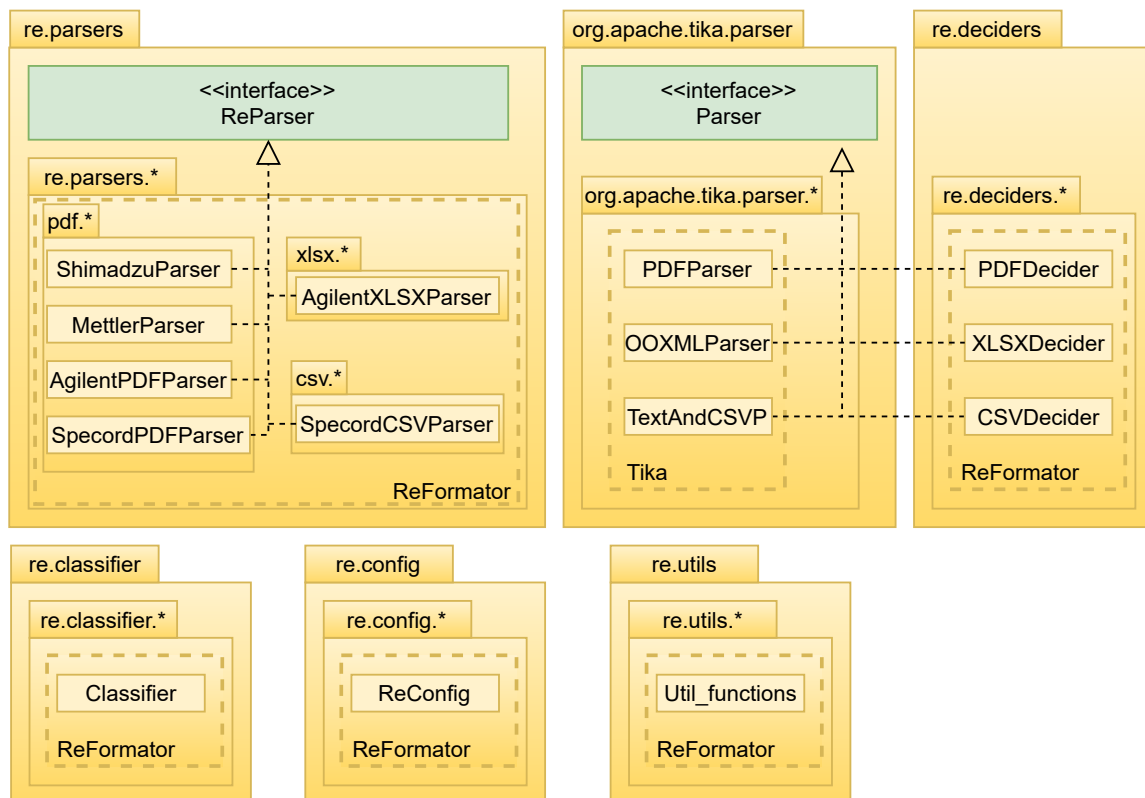 re.parsers
<<interface>>
ReParser
re.parsers.*
pdf.*
ShimadzuParser
MettlerParser
AgilentPDFParser
SpecordPDFParser
xlsx.*
AgilentXLSXParser
csv.*
SpecordCSVParser
ReFormator
org.apache.tika.parser
<<interface>>
Parser
org.apache.tika.parser.*
PDFParser
OOXMLParser
TextAndCSVP
Tika
re.deciders
re.deciders.*
PDFDecider
XLSXDecider
CSVDecider
ReFormator
re.classifier
re.classifier.*
Classifier
ReFormator
re.config
re.config.*
ReConfig
ReFormator
re.utils
re.utils.*
Util_functions
ReFormator